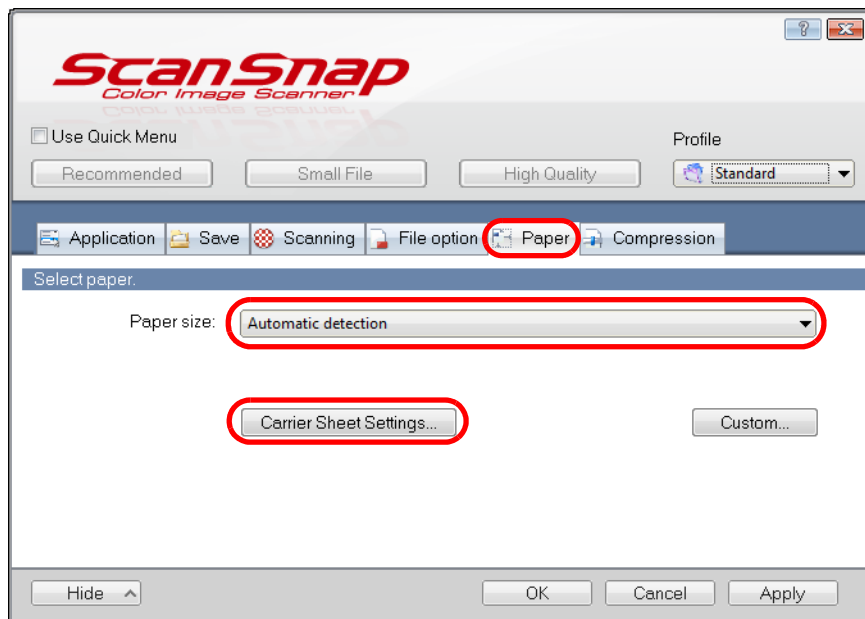 ScanSnap
Color Image Scanner
Use Quick Menu
Profile
Recommended Small File High Quality Standard
Application Save Scanning File option Paper Compression
Select paper.
Paper size: Automatic detection
Carrier Sheet Settings... Custom...
Hide OK Cancel Apply